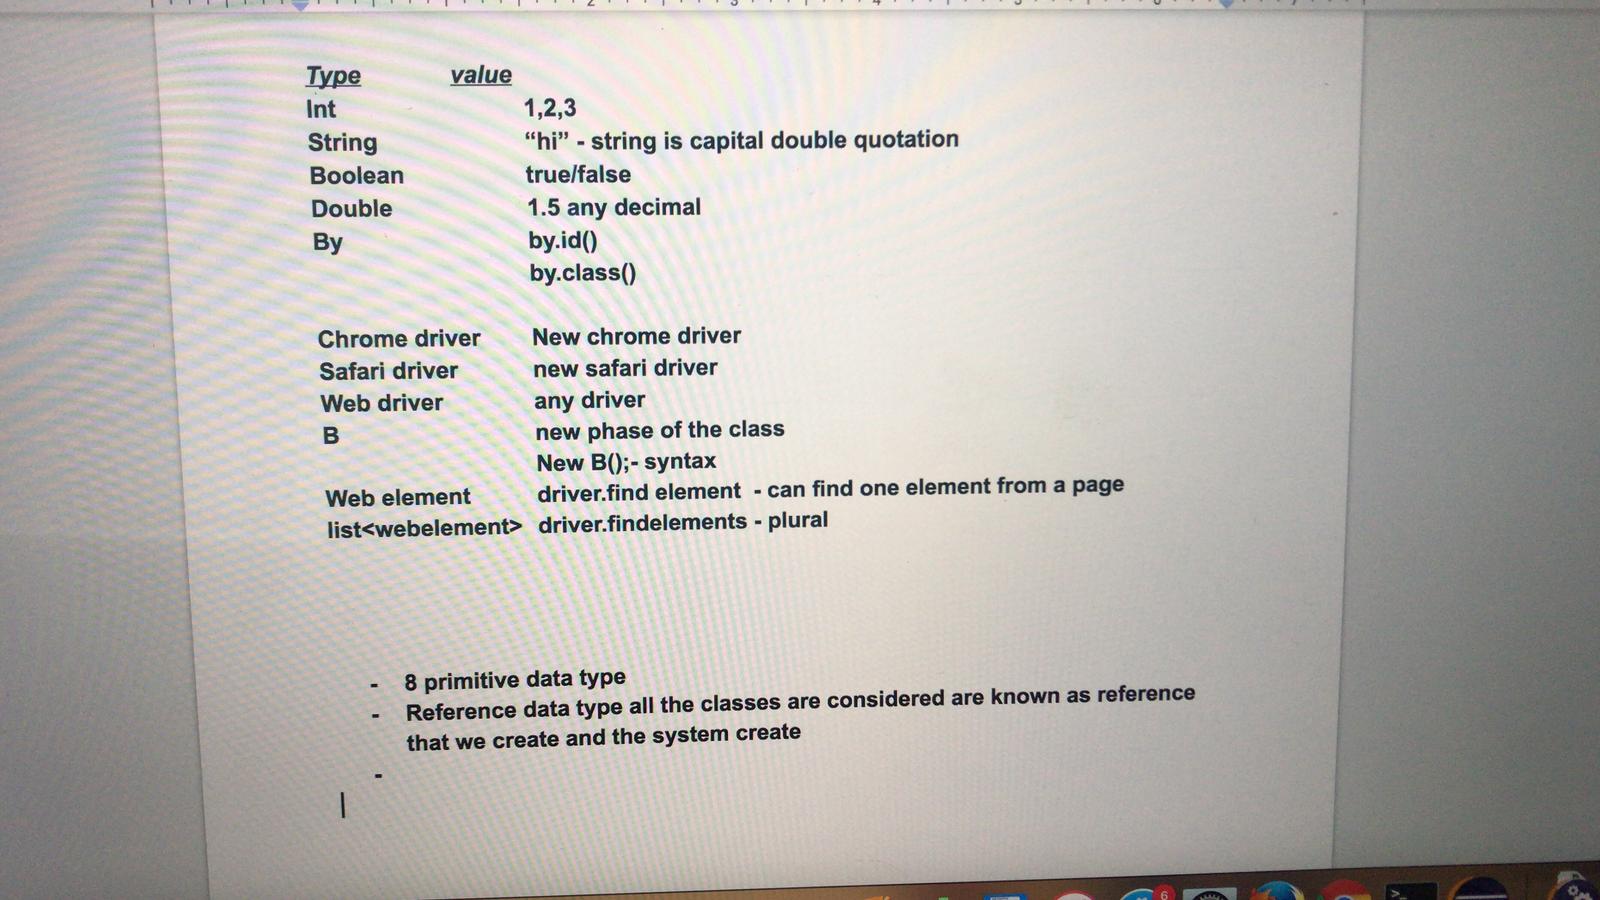 Type value
Int 1,2,3
String “hi” - string is capital double quotation
Boolean true/false
Double 1.5 any decimal
By by.id()
by.class()
Chrome driver New chrome driver
Safari driver new safari driver
Web driver any driver
B new phase of the class
New B();- syntax
Web element driver.find element - can find one element from a page
list<webelement> driver.findelements - plural
- 8 primitive data type
- Reference data type all the classes are considered are known as reference
that we create and the system create
-